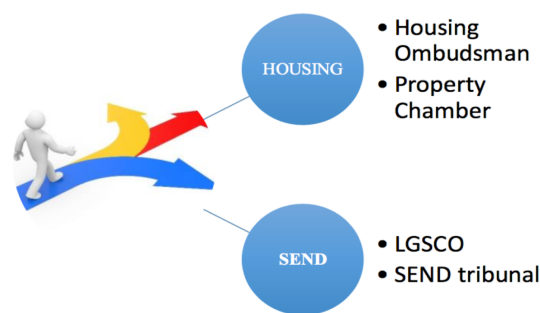 HOUSING
• Housing
Ombudsman
• Property
Chamber
SEND
• LGSCO
• SEND tribunal